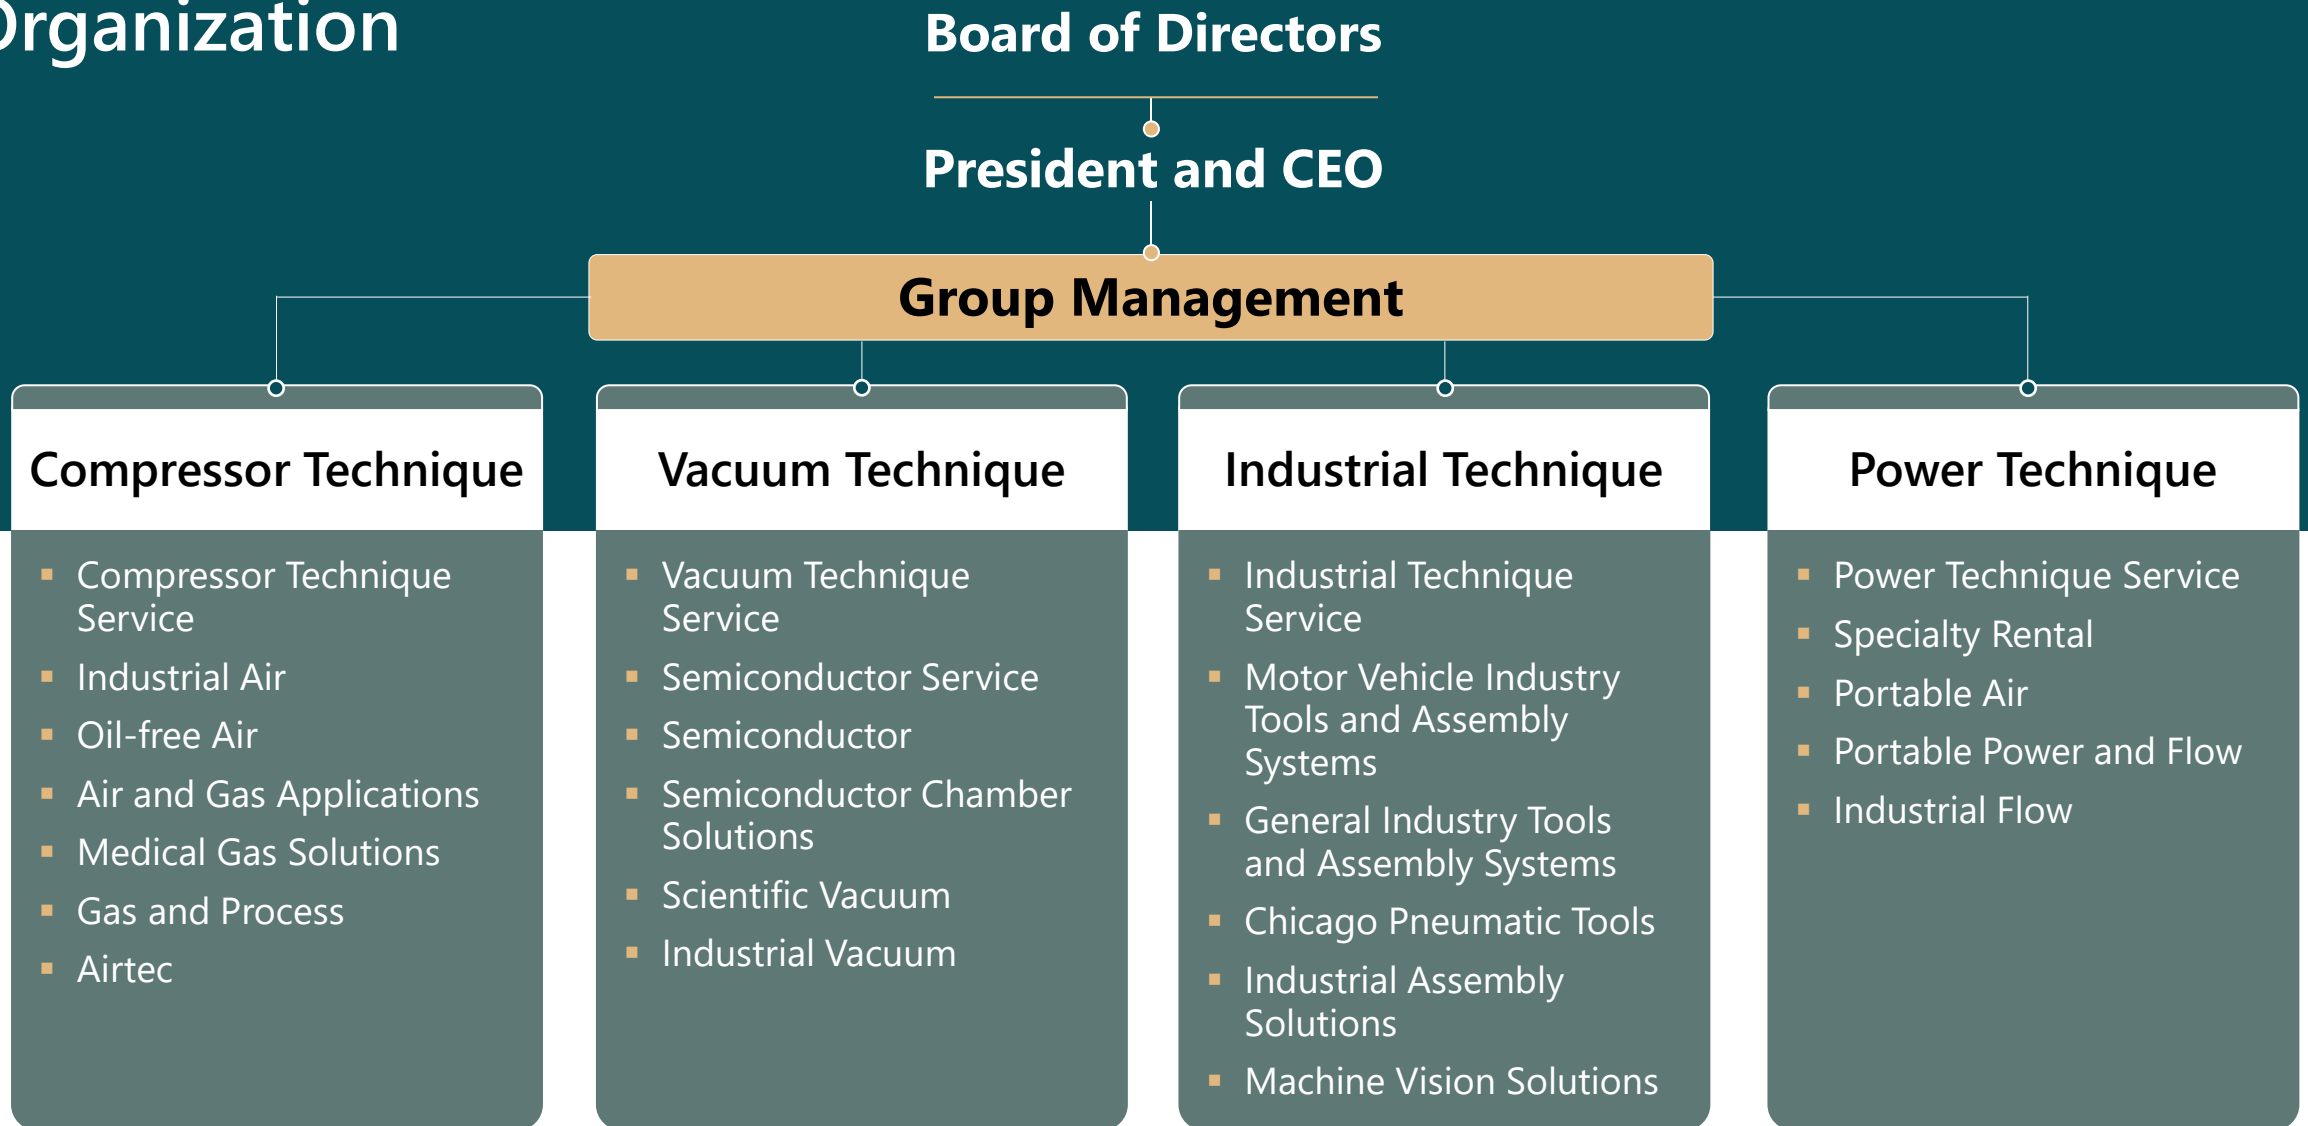 Organization
Board of Directors
President and CEO
Group Management
Compressor Technique
▪ Compressor Technique
Service
▪ Industrial Air
▪ Oil-free Air
▪ Air and Gas Applications
▪ Medical Gas Solutions
▪ Gas and Process
▪ Airtec
Vacuum Technique
▪ Vacuum Technique
Service
▪ Semiconductor Service
▪ Semiconductor
▪ Semiconductor Chamber
Solutions
▪ Scientific Vacuum
▪ Industrial Vacuum
Industrial Technique
▪ Industrial Technique
Service
▪ Motor Vehicle Industry
Tools and Assembly
Systems
▪ General Industry Tools
and Assembly Systems
▪ Chicago Pneumatic Tools
▪ Industrial Assembly
Solutions
▪ Machine Vision Solutions
Power Technique
▪ Power Technique Service
▪ Specialty Rental
▪ Portable Air
▪ Portable Power and Flow
▪ Industrial Flow